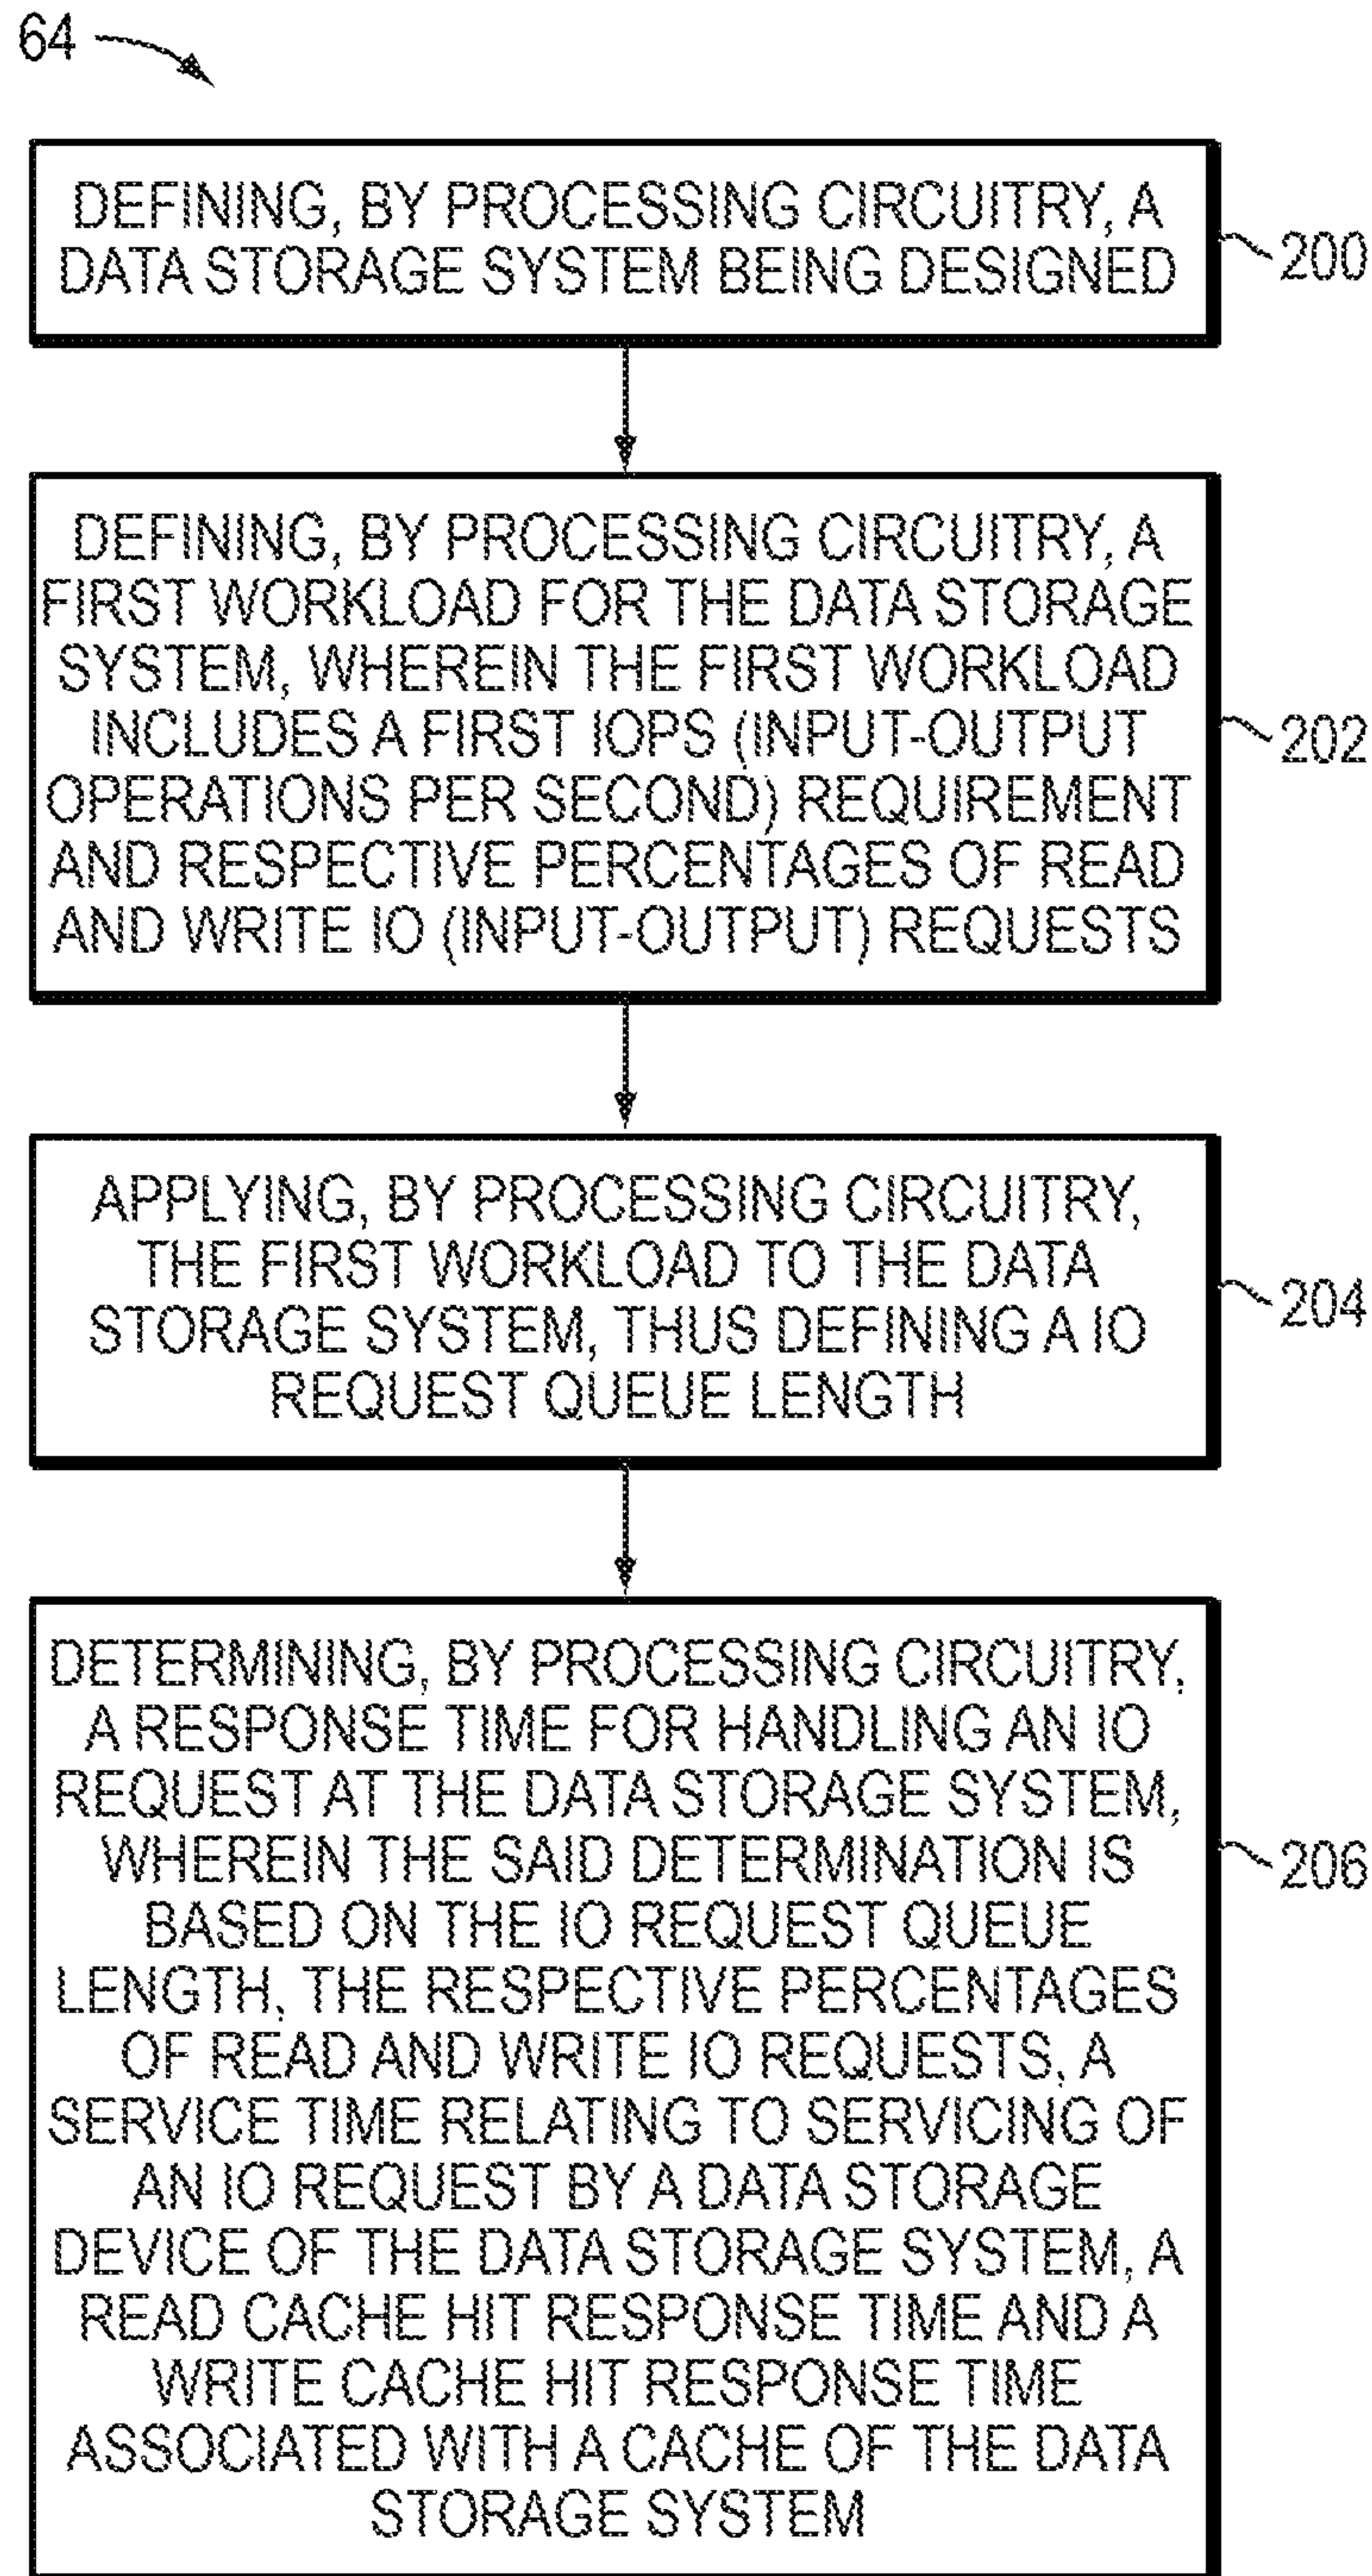 64
DEFINING, BY PROCESSING CIRCUITRY, A
DATA STORAGE SYSTEM BEING DESIGNED
200
DEFINING, BY PROCESSING CIRCUITRY, A
FIRST WORKLOAD FOR THE DATA STORAGE
SYSTEM, WHEREIN THE FIRST WORKLOAD
INCLUDES A FIRST IOPS (INPUT-OUTPUT
OPERATIONS PER SECOND) REQUIREMENT
AND RESPECTIVE PERCENTAGES OF READ
AND WRITE IO (INPUT-OUTPUT) REQUESTS
202
APPLYING, BY PROCESSING CIRCUITRY,
THE FIRST WORKLOAD TO THE DATA
STORAGE SYSTEM, THUS DEFINING A IO
REQUEST QUEUE LENGTH
204
DETERMINING, BY PROCESSING CIRCUITRY,
A RESPONSE TIME FOR HANDLING AN IO
REQUEST AT THE DATA STORAGE SYSTEM,
WHEREIN THE SAID DETERMINATION IS
BASED ON THE IO REQUEST QUEUE
LENGTH, THE RESPECTIVE PERCENTAGES
OF READ AND WRITE IO REQUESTS, A
SERVICE TIME RELATING TO SERVICING OF
AN IO REQUEST BY A DATA STORAGE
DEVICE OF THE DATA STORAGE SYSTEM, A
READ CACHE HIT RESPONSE TIME AND A
WRITE CACHE HIT RESPONSE TIME
ASSOCIATED WITH A CACHE OF THE DATA
STORAGE SYSTEM
206